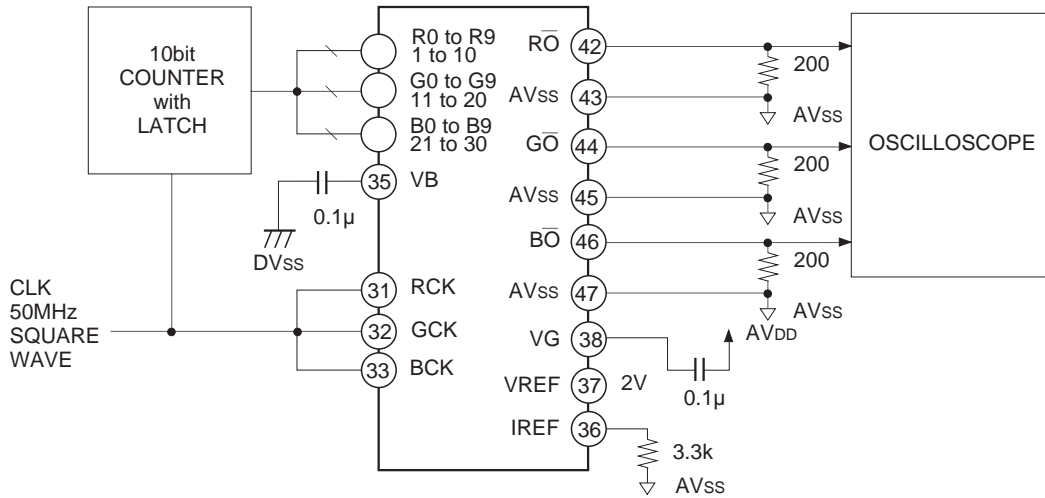 10bit
COUNTER
with
LATCH
R0 to R9
1 to 10
G0 to G9
11 to 20
B0 to B9
21 to 30
35 VB
0.1µ
DVSS
CLK
50MHz
SQUARE
WAVE
31 RCK
32 GCK
33 BCK
RO̅ 42
AVSS 43
GO̅ 44
AVSS 45
BO̅ 46
AVSS 47
VG 38
VREF 37 2V
IREF 36
200
AVSS
200
AVSS
200
AVSS
AVDD
0.1µ
3.3k
AVSS
OSCILLOSCOPE